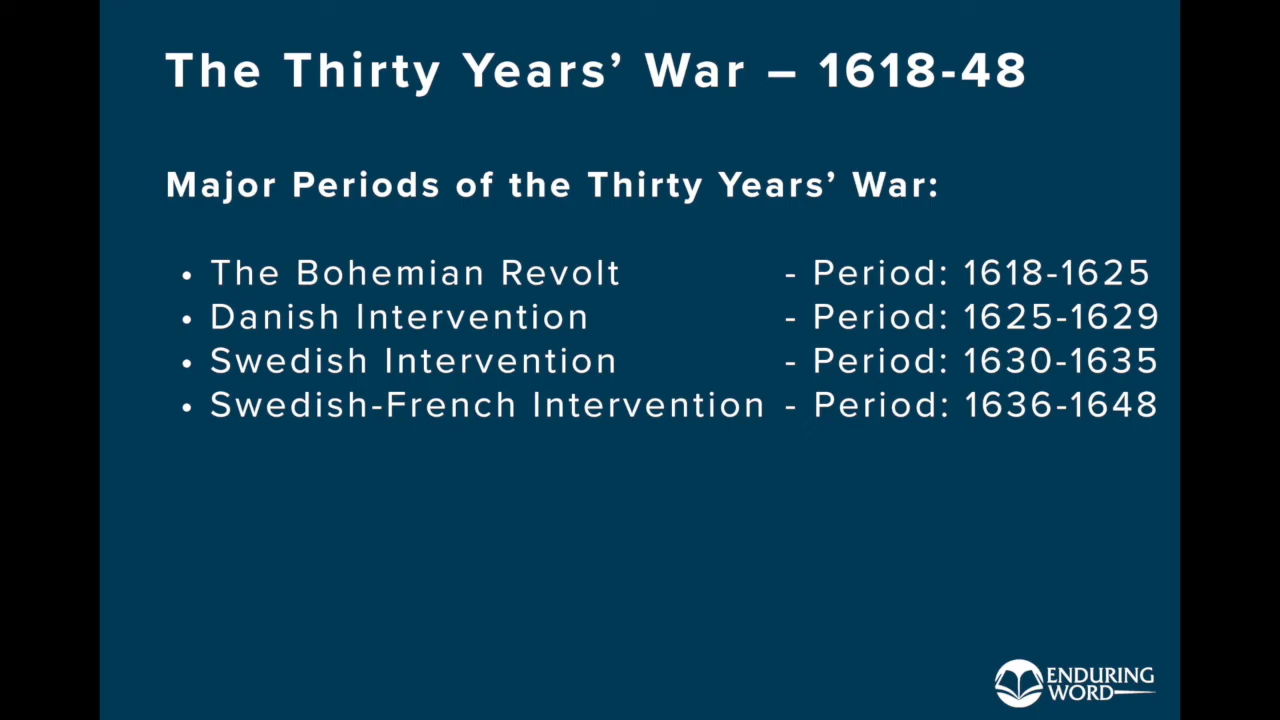 The Thirty Years’ War – 1618-48
Major Periods of the Thirty Years’ War:
• The Bohemian Revolt - Period: 1618-1625
• Danish Intervention - Period: 1625-1629
• Swedish Intervention - Period: 1630-1635
• Swedish-French Intervention - Period: 1636-1648
ENDURING
WORD